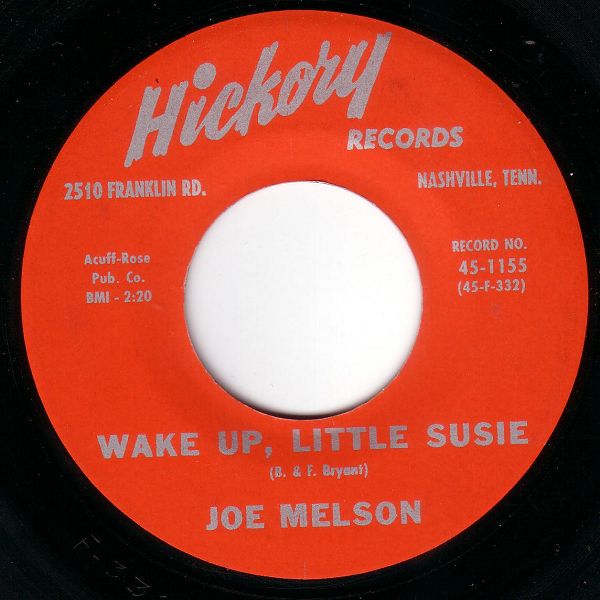 Hickory
RECORDS
2510 FRANKLIN RD.
NASHVILLE, TENN.
Acuff-Rose
Pub. Co.
BMI - 2:20
RECORD NO.
45-1155
(45-F-332)
WAKE UP, LITTLE SUSIE
(B. & F. Bryant)
JOE MELSON
F-33